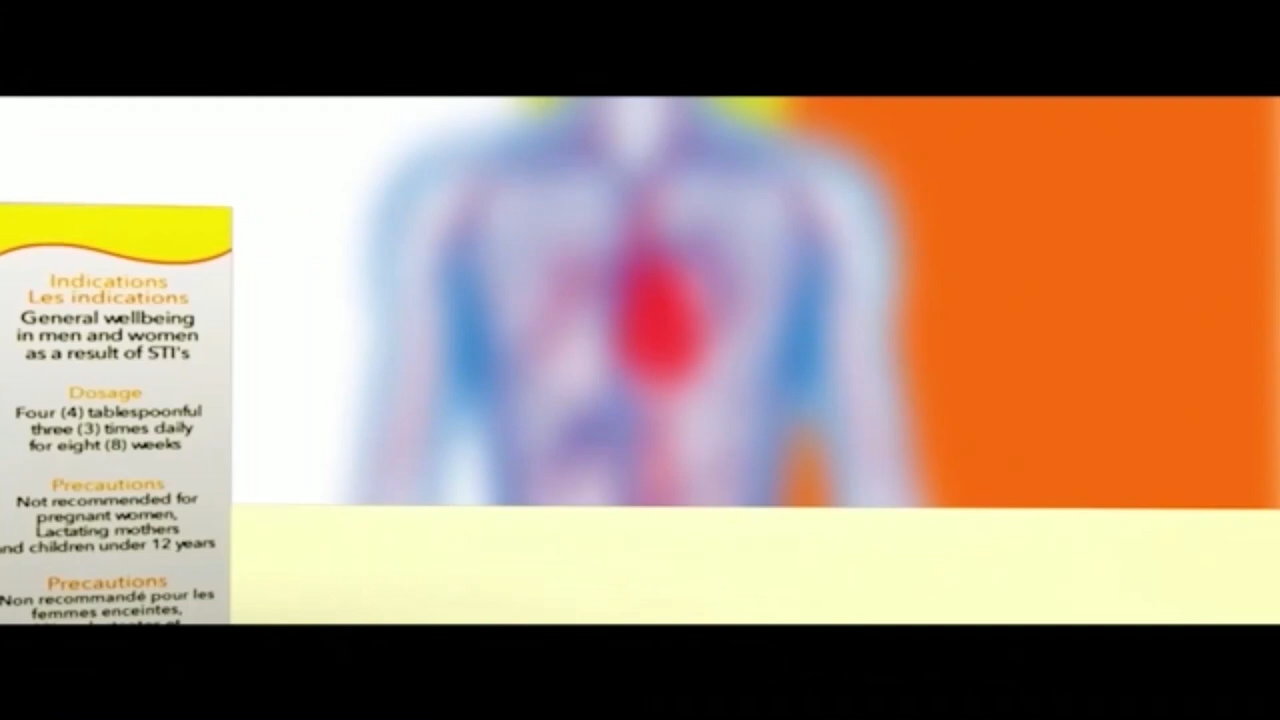 Indications
Les indications
General wellbeing
in men and women
as a result of STI's
Dosage
Four (4) tablespoonful
three (3) times daily
for eight (8) weeks
Precautions
Not recommended for
pregnant women,
Lactating mothers
nd children under 12 years
Precautions
Non recommandé pour les
femmes enceintes,